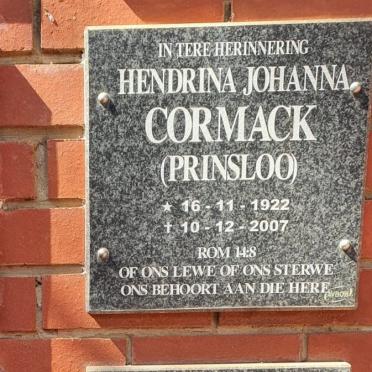 IN TERE HERINNERING
HENDRINA JOHANNA
CORMACK
(PRINSLOO)
★ 16 - 11 - 1922
† 10 - 12 - 2007
ROM 14:8
OF ONS LEWE OF ONS STERWE
ONS BEHOORT AAN DIE HERE